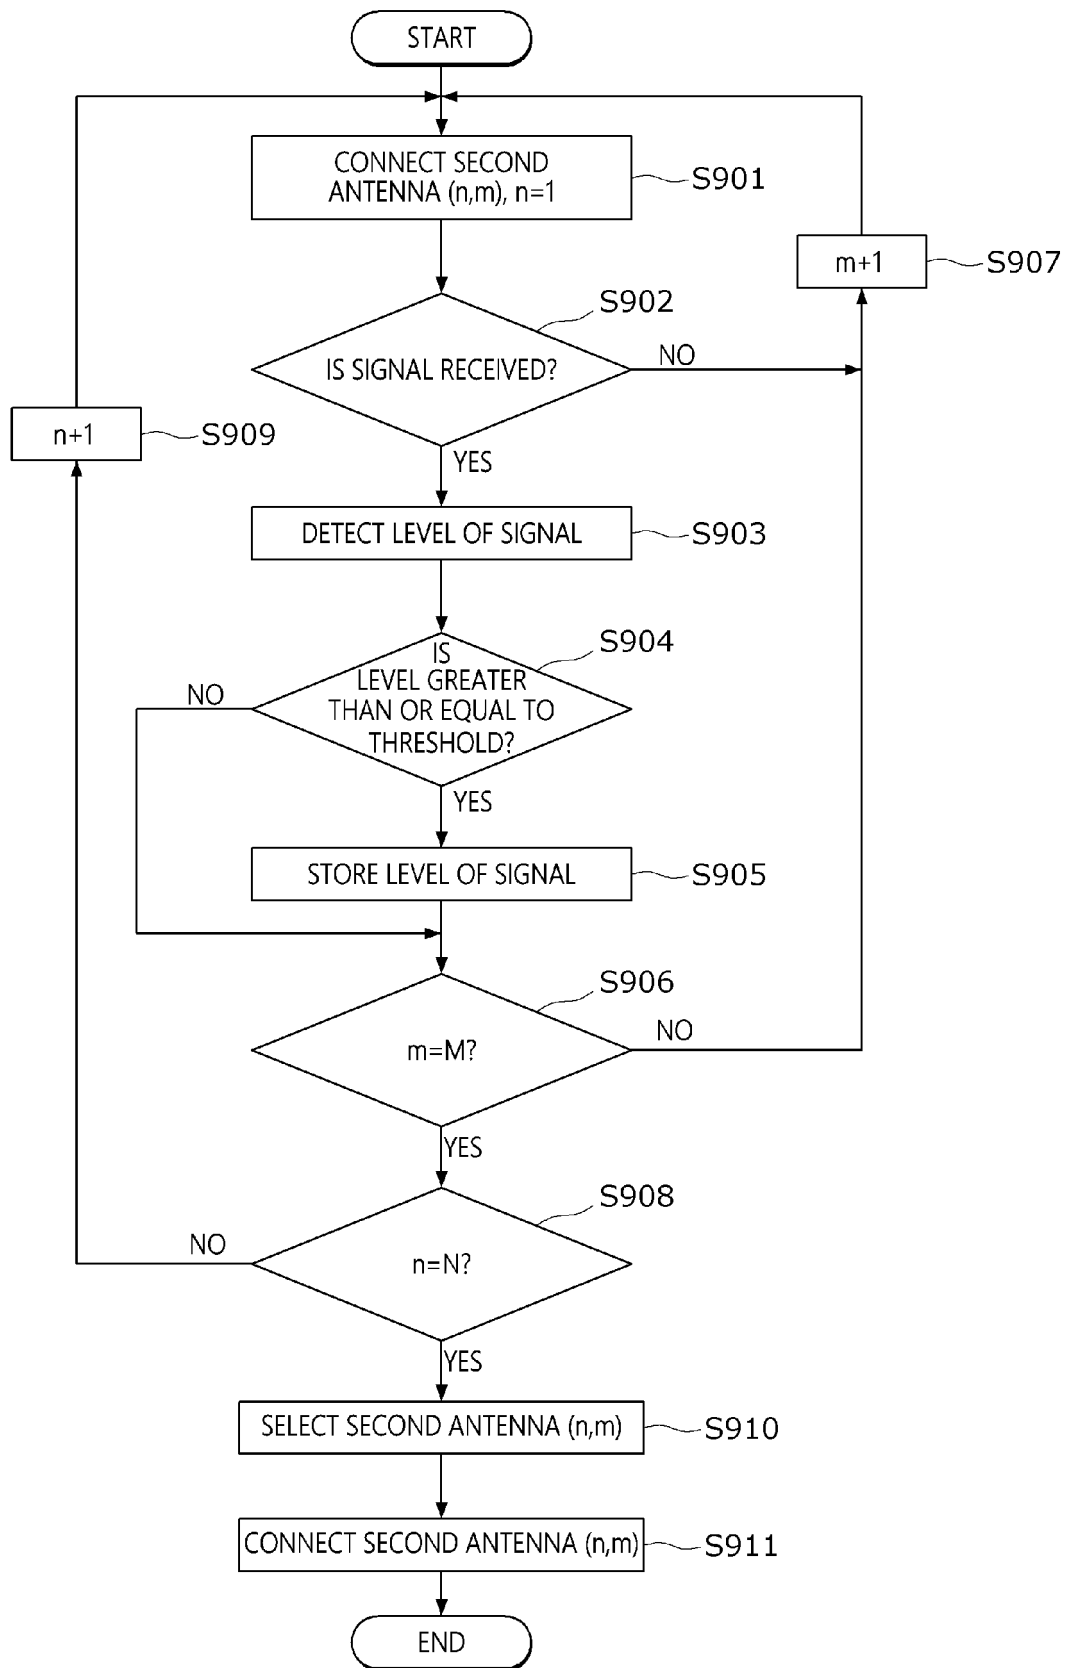 START
CONNECT SECOND
ANTENNA (n,m), n=1
S901
m+1
S907
S902
IS SIGNAL RECEIVED?
NO
n+1
S909
YES
DETECT LEVEL OF SIGNAL
S903
S904
IS
LEVEL GREATER
THAN OR EQUAL TO
THRESHOLD?
NO
YES
STORE LEVEL OF SIGNAL
S905
S906
m=M?
NO
YES
S908
n=N?
NO
YES
SELECT SECOND ANTENNA (n,m)
S910
CONNECT SECOND ANTENNA (n,m)
S911
END